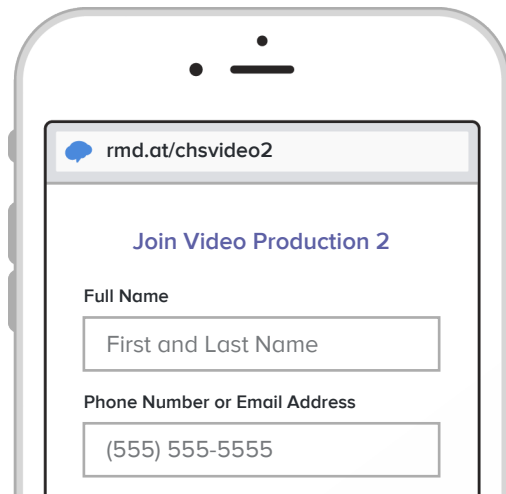 rmd.at/chsvideo2
Join Video Production 2
Full Name
First and Last Name
Phone Number or Email Address
(555) 555-5555